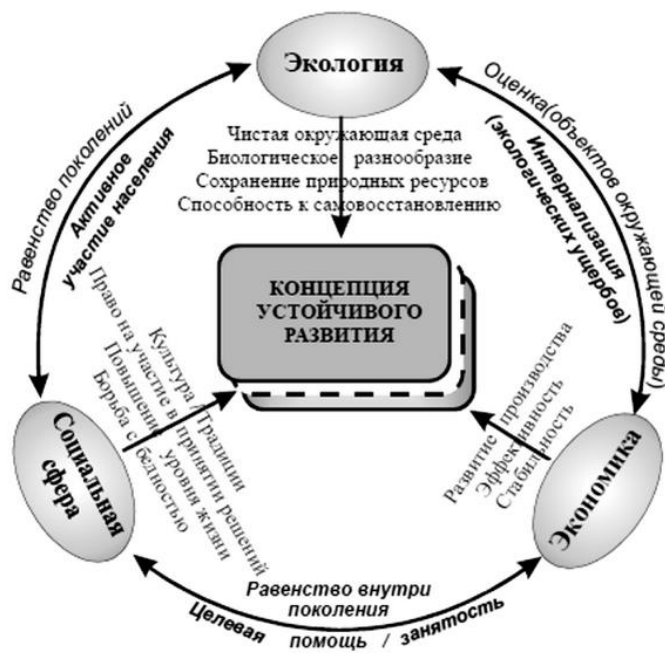 Экология
Чистая окружающая среда
Биологическое разнообразие
Сохранение природных ресурсов
Способность к самовосстановлению
Равенство поколений
Активное
участие населения
Оценка(объектов окружающей среды)
Интернализация
(экологических ущербов)
КОНЦЕПЦИЯ
УСТОЙЧИВОГО
РАЗВИТИЯ
Культура / Традиции
Право на участие в принятии решений
Повышение уровня жизни
Борьба с бедностью
Развитие производства
Эффективность
Стабильность
Социальная
сфера
Экономика
Равенство внутри
поколения
Целевая помощь / занятость